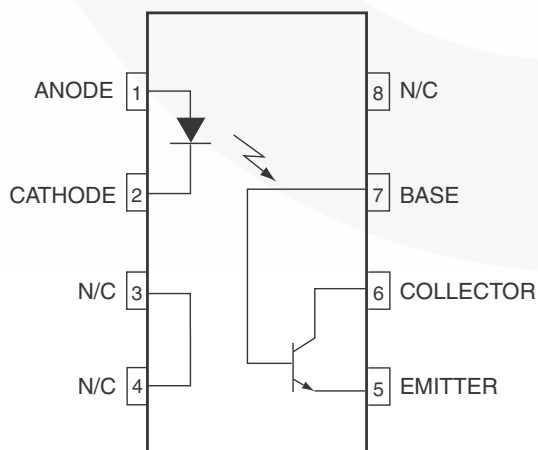 ANODE 1
8 N/C
CATHODE 2
7 BASE
N/C 3
6 COLLECTOR
N/C 4
5 EMITTER